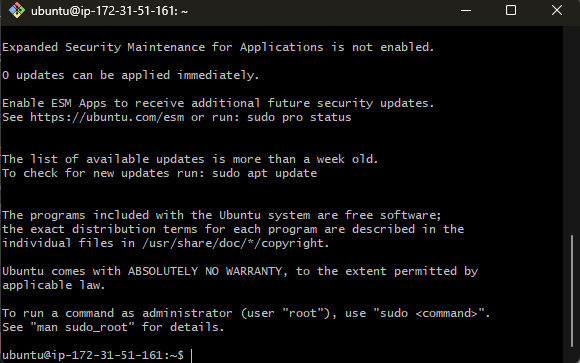 ubuntu@ip-172-31-51-161: ~
Expanded Security Maintenance for Applications is not enabled.
0 updates can be applied immediately.
Enable ESM Apps to receive additional future security updates.
See https://ubuntu.com/esm or run: sudo pro status
The list of available updates is more than a week old.
To check for new updates run: sudo apt update
The programs included with the Ubuntu system are free software;
the exact distribution terms for each program are described in the
individual files in /usr/share/doc/*/copyright.
Ubuntu comes with ABSOLUTELY NO WARRANTY, to the extent permitted by
applicable law.
To run a command as administrator (user "root"), use "sudo <command>".
See "man sudo_root" for details.
ubuntu@ip-172-31-51-161:~$